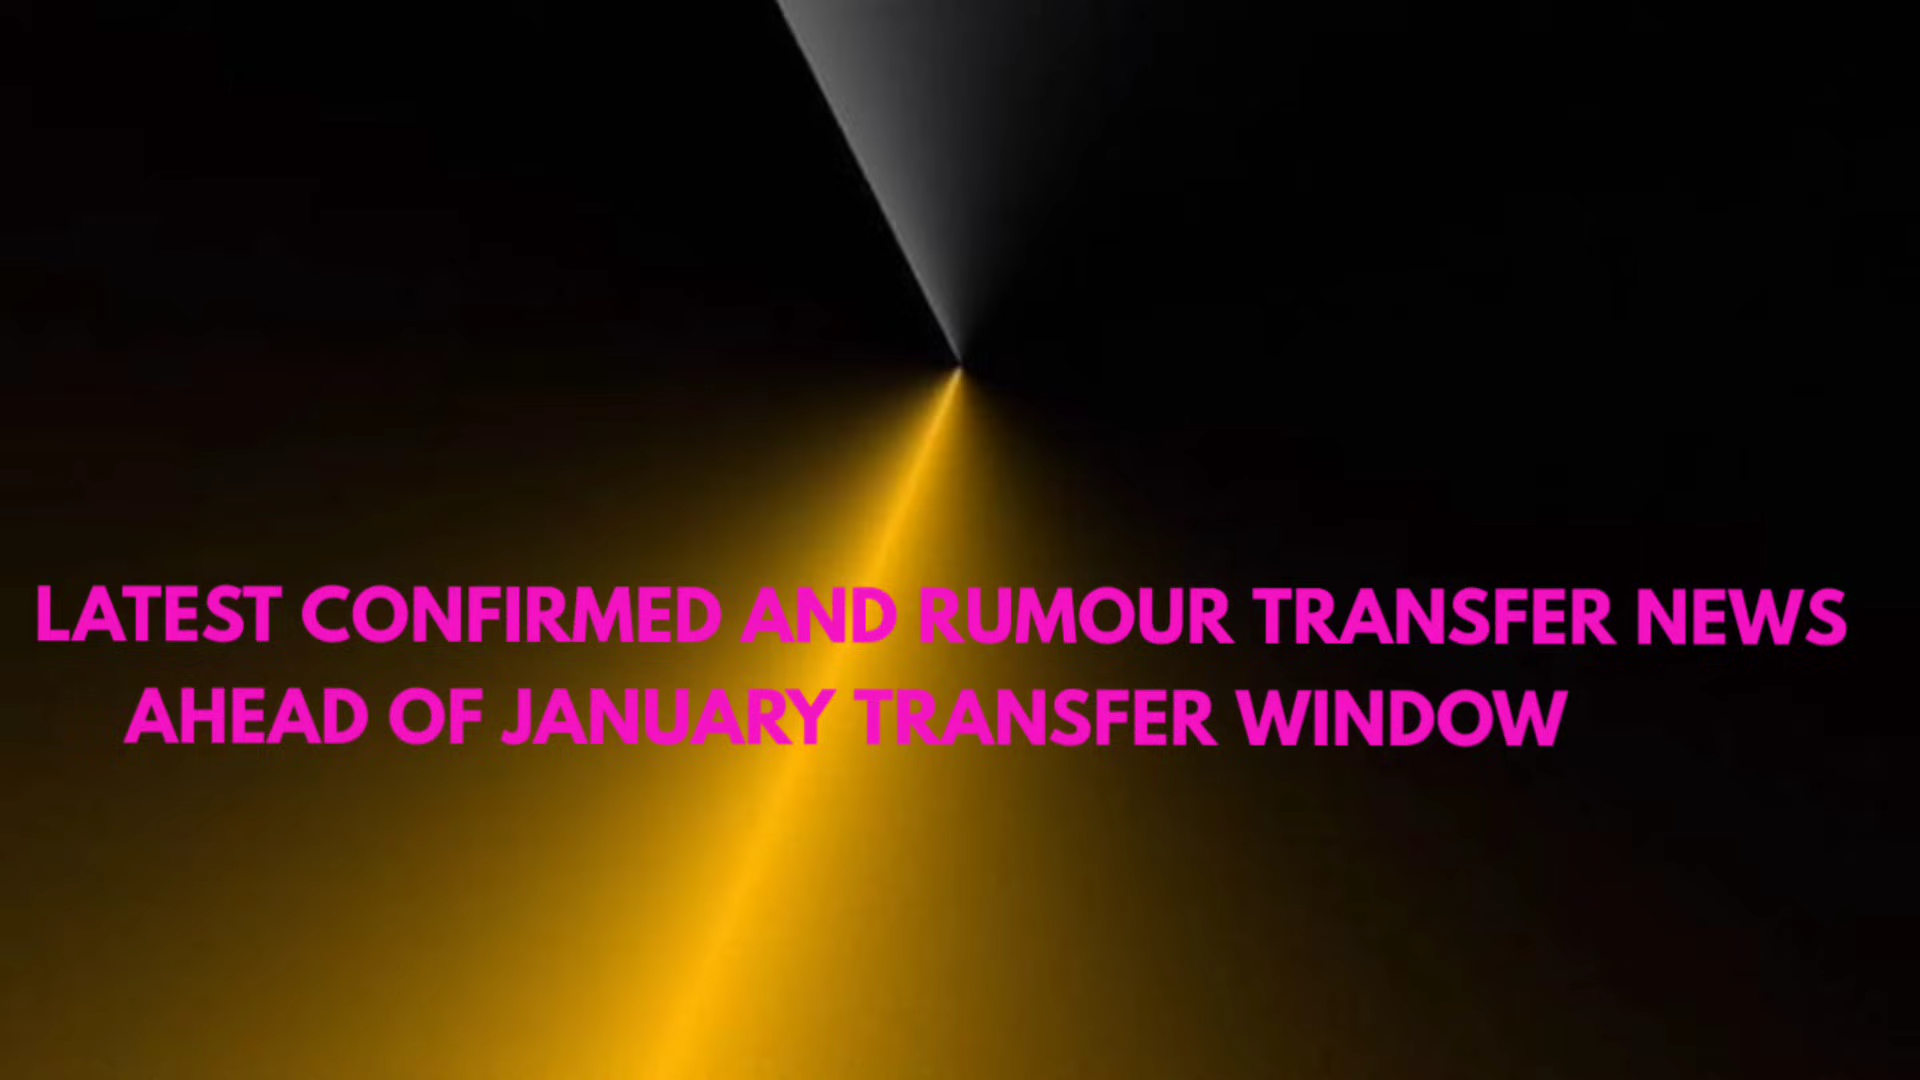 LATEST CONFIRMED AND RUMOUR TRANSFER NEWS
AHEAD OF JANUARY TRANSFER WINDOW